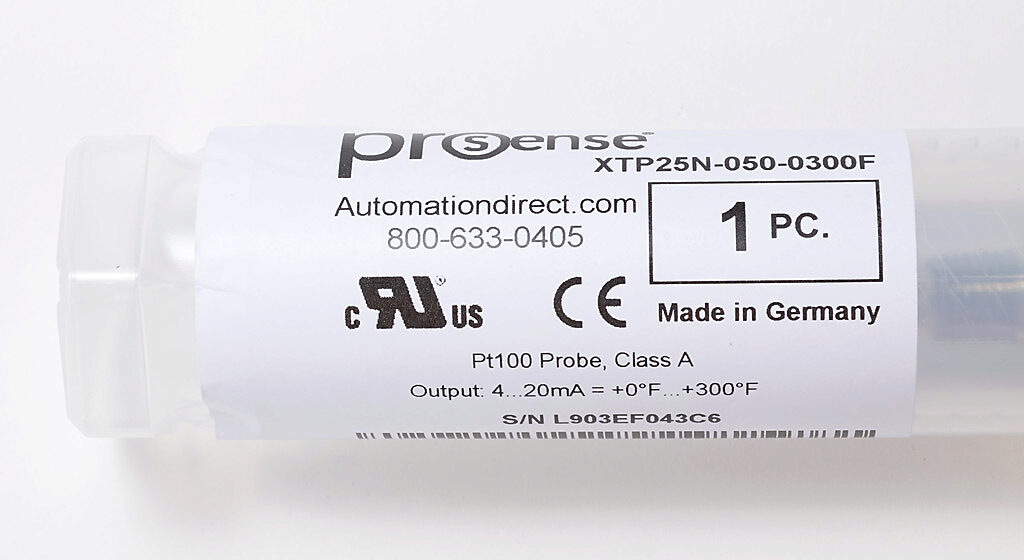 prosense®
XTP25N-050-0300F
Automationdirect.com
800-633-0405
1 PC.
c RU® US
CE
Made in Germany
Pt100 Probe, Class A
Output: 4...20mA = +0°F...+300°F
S/N L903EF043C6